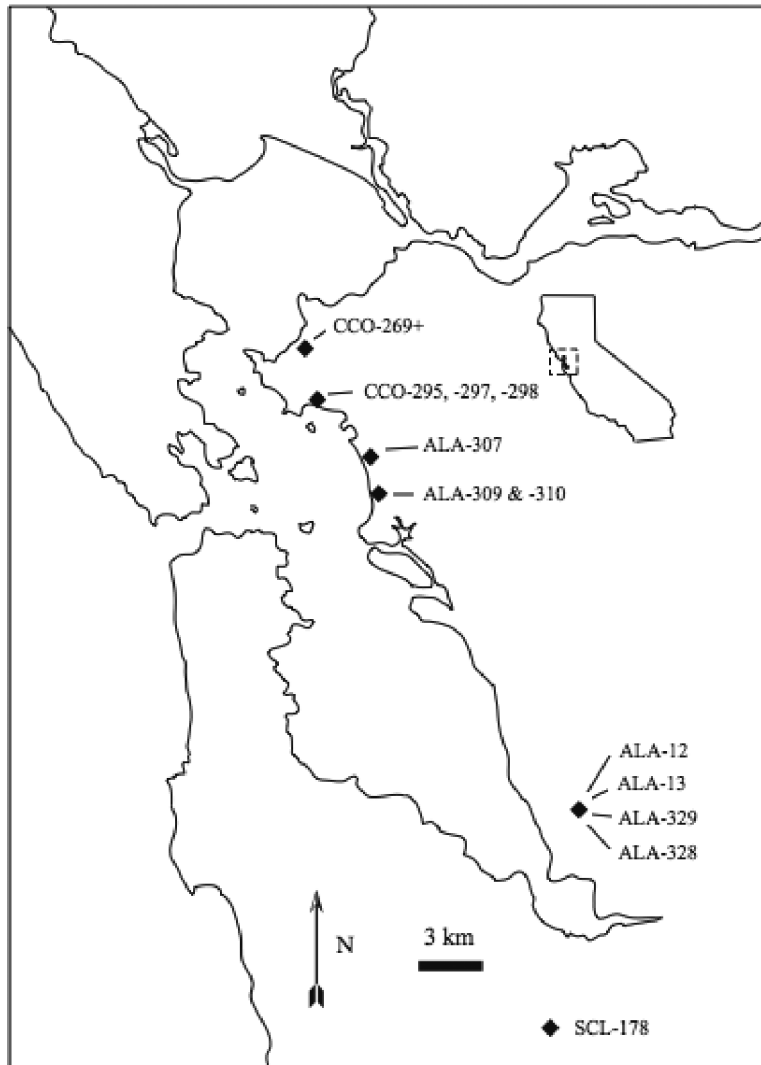 CCO-269+
CCO-295, -297, -298
ALA-307
ALA-309 & -310
ALA-12
ALA-13
ALA-329
ALA-328
3 km
N
SCL-178